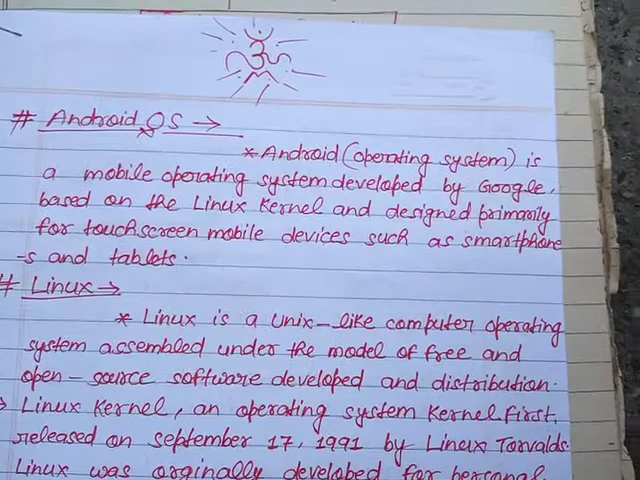 # Android OS →
* Android (operating system) is
a mobile operating system developed by Google,
based on the Linux Kernel and designed primarily
for touchscreen mobile devices such as smartphone
-s and tablets.
# Linux →
* Linux is a Unix-like computer operating
system assembled under the model of free and
open-source software developed and distribution.
Linux Kernel, an operating system Kernel first,
released on september 17, 1991 by Linux Torvalds.
Linux was orginally developed for personal